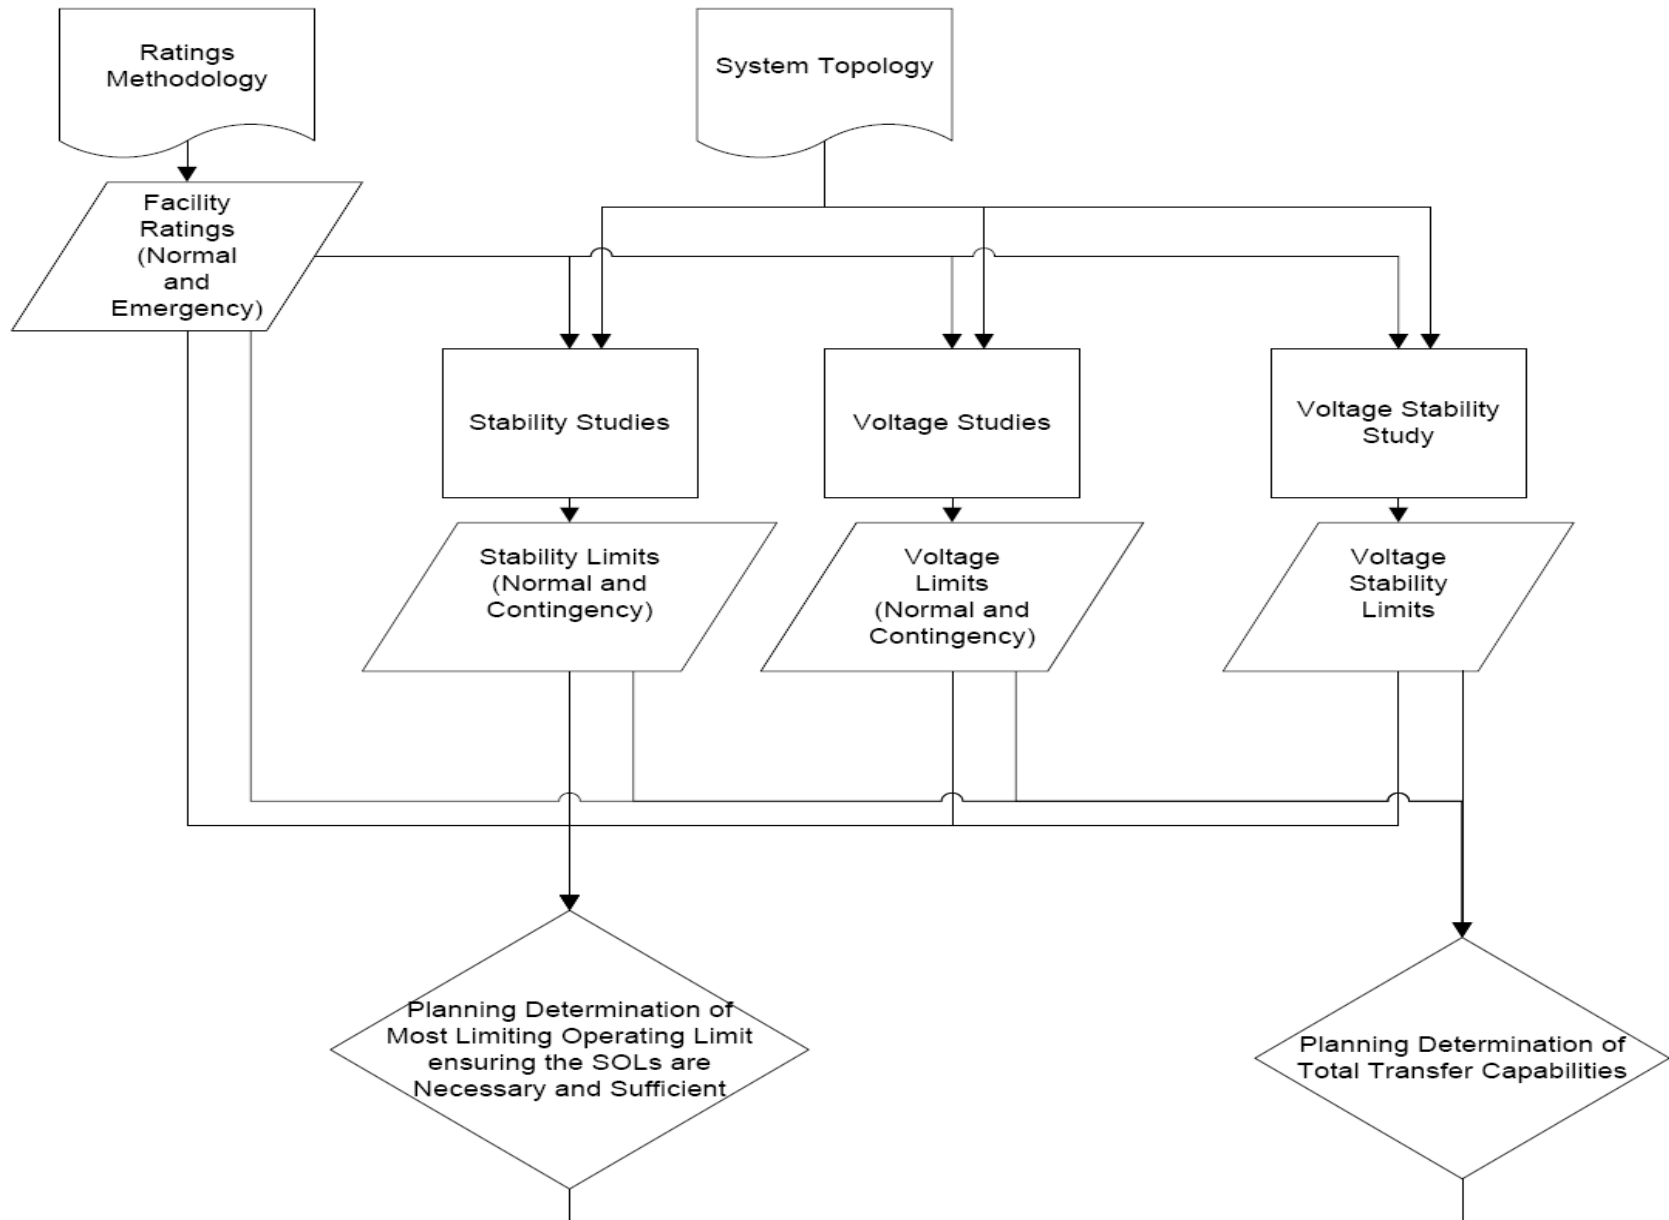 Ratings
Methodology
System Topology
Facility
Ratings
(Normal
and
Emergency)
Stability Studies
Voltage Studies
Voltage Stability
Study
Stability Limits
(Normal and
Contingency)
Voltage
Limits
(Normal and
Contingency)
Voltage
Stability
Limits
Planning Determination of
Most Limiting Operating Limit
ensuring the SOLs are
Necessary and Sufficient
Planning Determination of
Total Transfer Capabilities